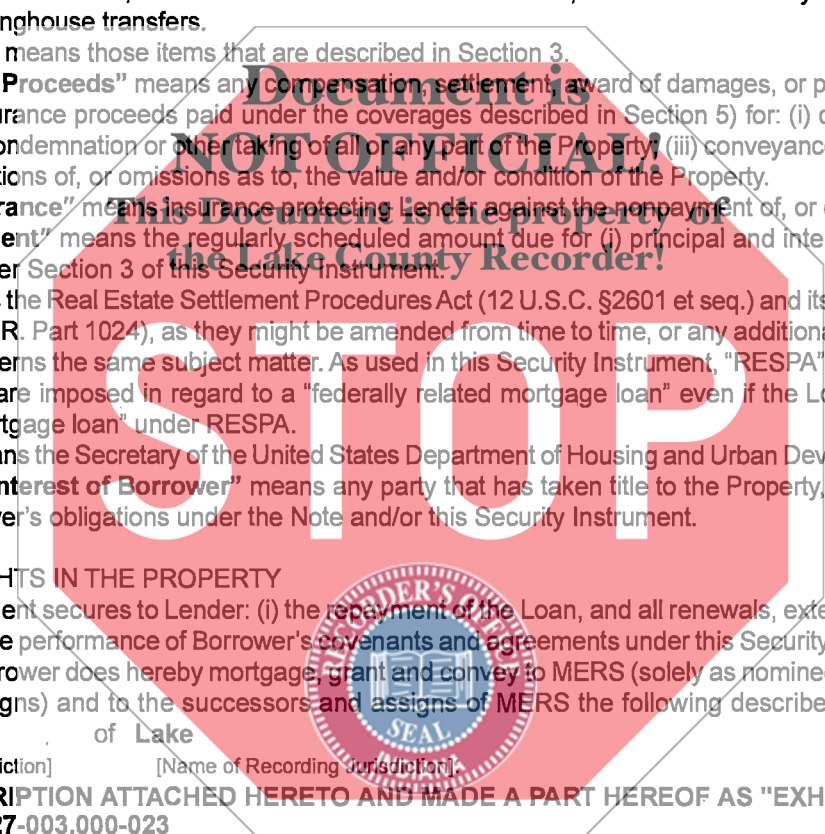 nghouse transfers.
means those items that are described in Section 3.
Proceeds” means any compensation, settlement, award of damages, or p
urance proceeds paid under the coverages described in Section 5) for: (i) d
ondemnation or other taking of all or any part of the Property; (iii) conveyanc
tions of, or omissions as to, the value and/or condition of the Property.
rance” means insurance protecting Lender against the nonpayment of, or
ent” means the regularly scheduled amount due for (i) principal and inte
er Section 3 of this Security Instrument.
the Real Estate Settlement Procedures Act (12 U.S.C. §2601 et seq.) and its
R. Part 1024), as they might be amended from time to time, or any additiona
erns the same subject matter. As used in this Security Instrument, “RESPA”
are imposed in regard to a “federally related mortgage loan” even if the Lo
tgage loan” under RESPA.
ans the Secretary of the United States Department of Housing and Urban Dev
nterest of Borrower” means any party that has taken title to the Property,
ver’s obligations under the Note and/or this Security Instrument.
HTS IN THE PROPERTY
ent secures to Lender: (i) the repayment of the Loan, and all renewals, exte
e performance of Borrower’s covenants and agreements under this Security
rower does hereby mortgage, grant and convey to MERS (solely as nomine
gns) and to the successors and assigns of MERS the following describe
of Lake
iction] [Name of Recording Jurisdiction]:
RIPTION ATTACHED HERETO AND MADE A PART HEREOF AS "EXH
27-003.000-023
Document is
NOT OFFICIAL!
This Document is the property of
the Lake County Recorder!
STOP
RECORDER'S OFFICE
SEAL
INDIANA